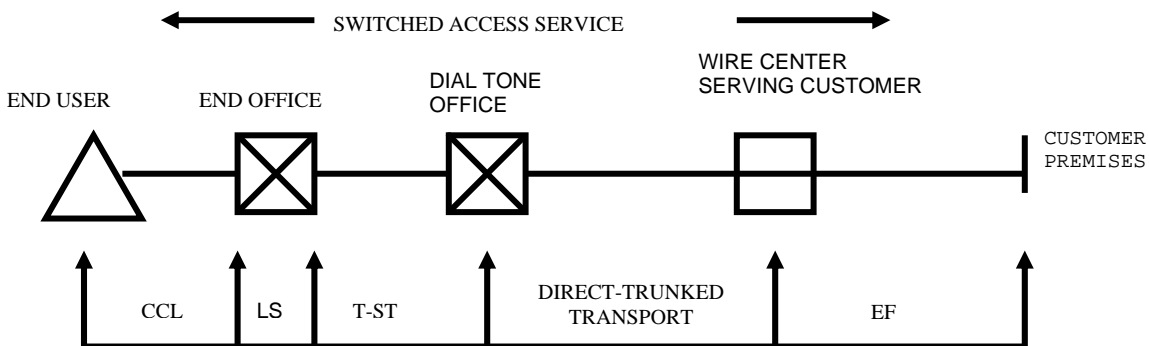 SWITCHED ACCESS SERVICE
WIRE CENTER
SERVING CUSTOMER
DIAL TONE
OFFICE
END USER
END OFFICE
CUSTOMER
PREMISES
CCL
LS
T-ST
DIRECT-TRUNKED
TRANSPORT
EF